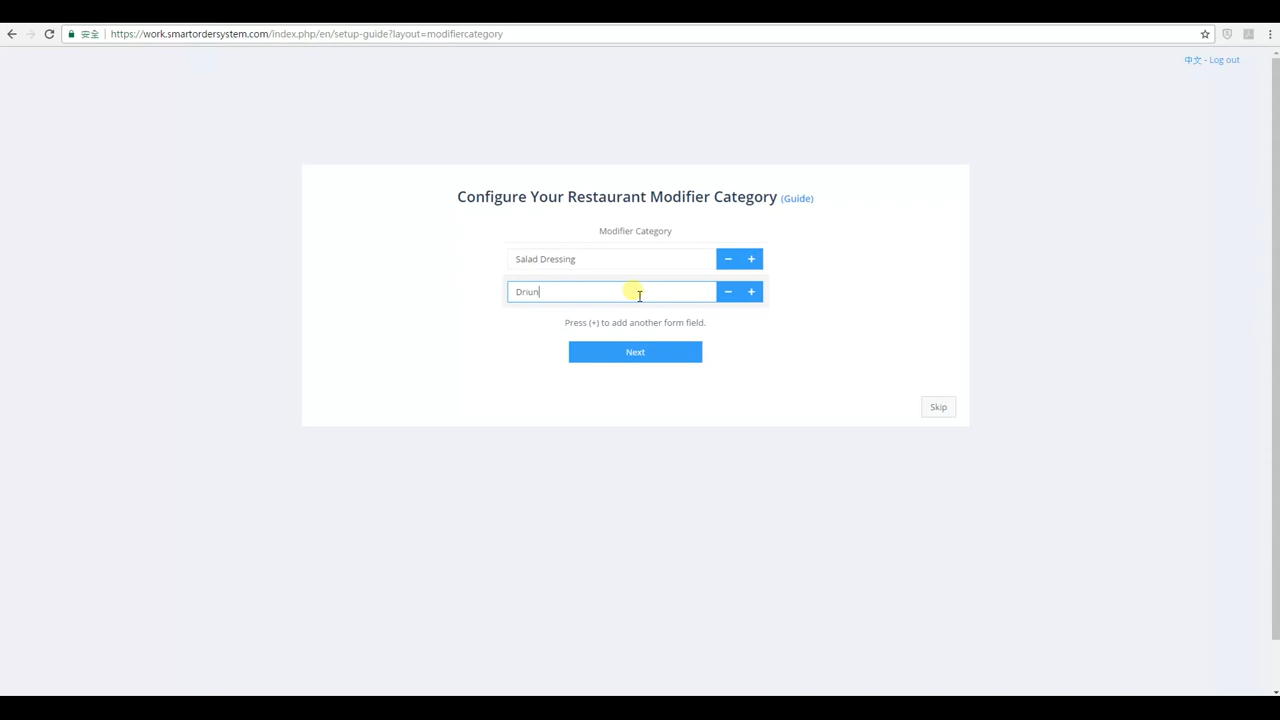 安全 https://work.smartordersystem.com/index.php/en/setup-guide?layout=modifiercategory
中文 - Log out
Configure Your Restaurant Modifier Category (Guide)
Modifier Category
Salad Dressing
Driun
Press (+) to add another form field.
Next
Skip